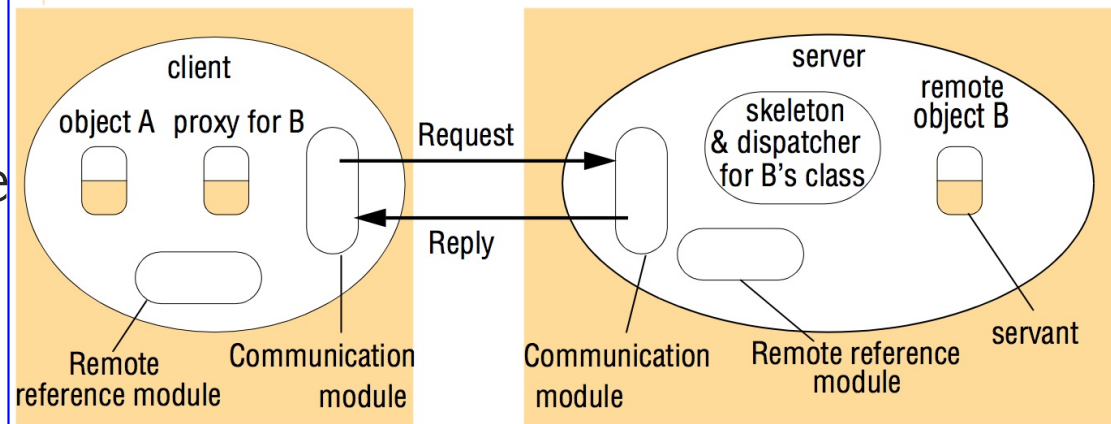 client
object A proxy for B
Request
Reply
Remote
reference module
Communication
module
server
skeleton
& dispatcher
for B's class
remote
object B
Communication
module
Remote reference
module
servant
e